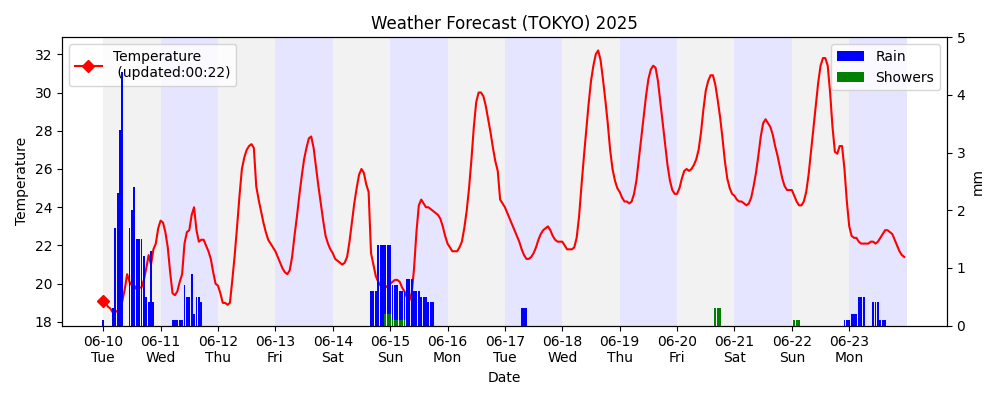 Weather Forecast (TOKYO) 2025
Temperature
(updated:00:22)
Rain
Showers
32
30
28
26
24
22
20
18
Temperature
5
4
3
2
1
0
mm
06-10 06-11 06-12 06-13 06-14 06-15 06-16 06-17 06-18 06-19 06-20 06-21 06-22 06-23
Tue Wed Thu Fri Sat Sun Mon Tue Wed Thu Fri Sat Sun Mon
Date